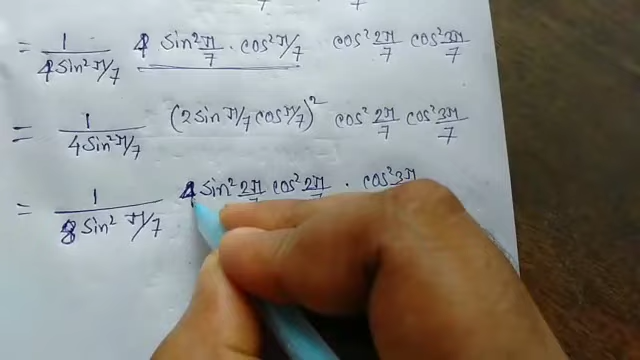 7 7
= 1/(4 Sin² π/7) 4 Sin² π/7 · cos² π/7 cos² 2π/7 cos² 3π/7
= 1/(4 Sin² π/7) (2 Sin π/7 cos π/7)² cos² 2π/7 cos² 3π/7
= 1/(8 Sin² π/7) 4 Sin² 2π/7 cos² 2π/7 · cos² 3π